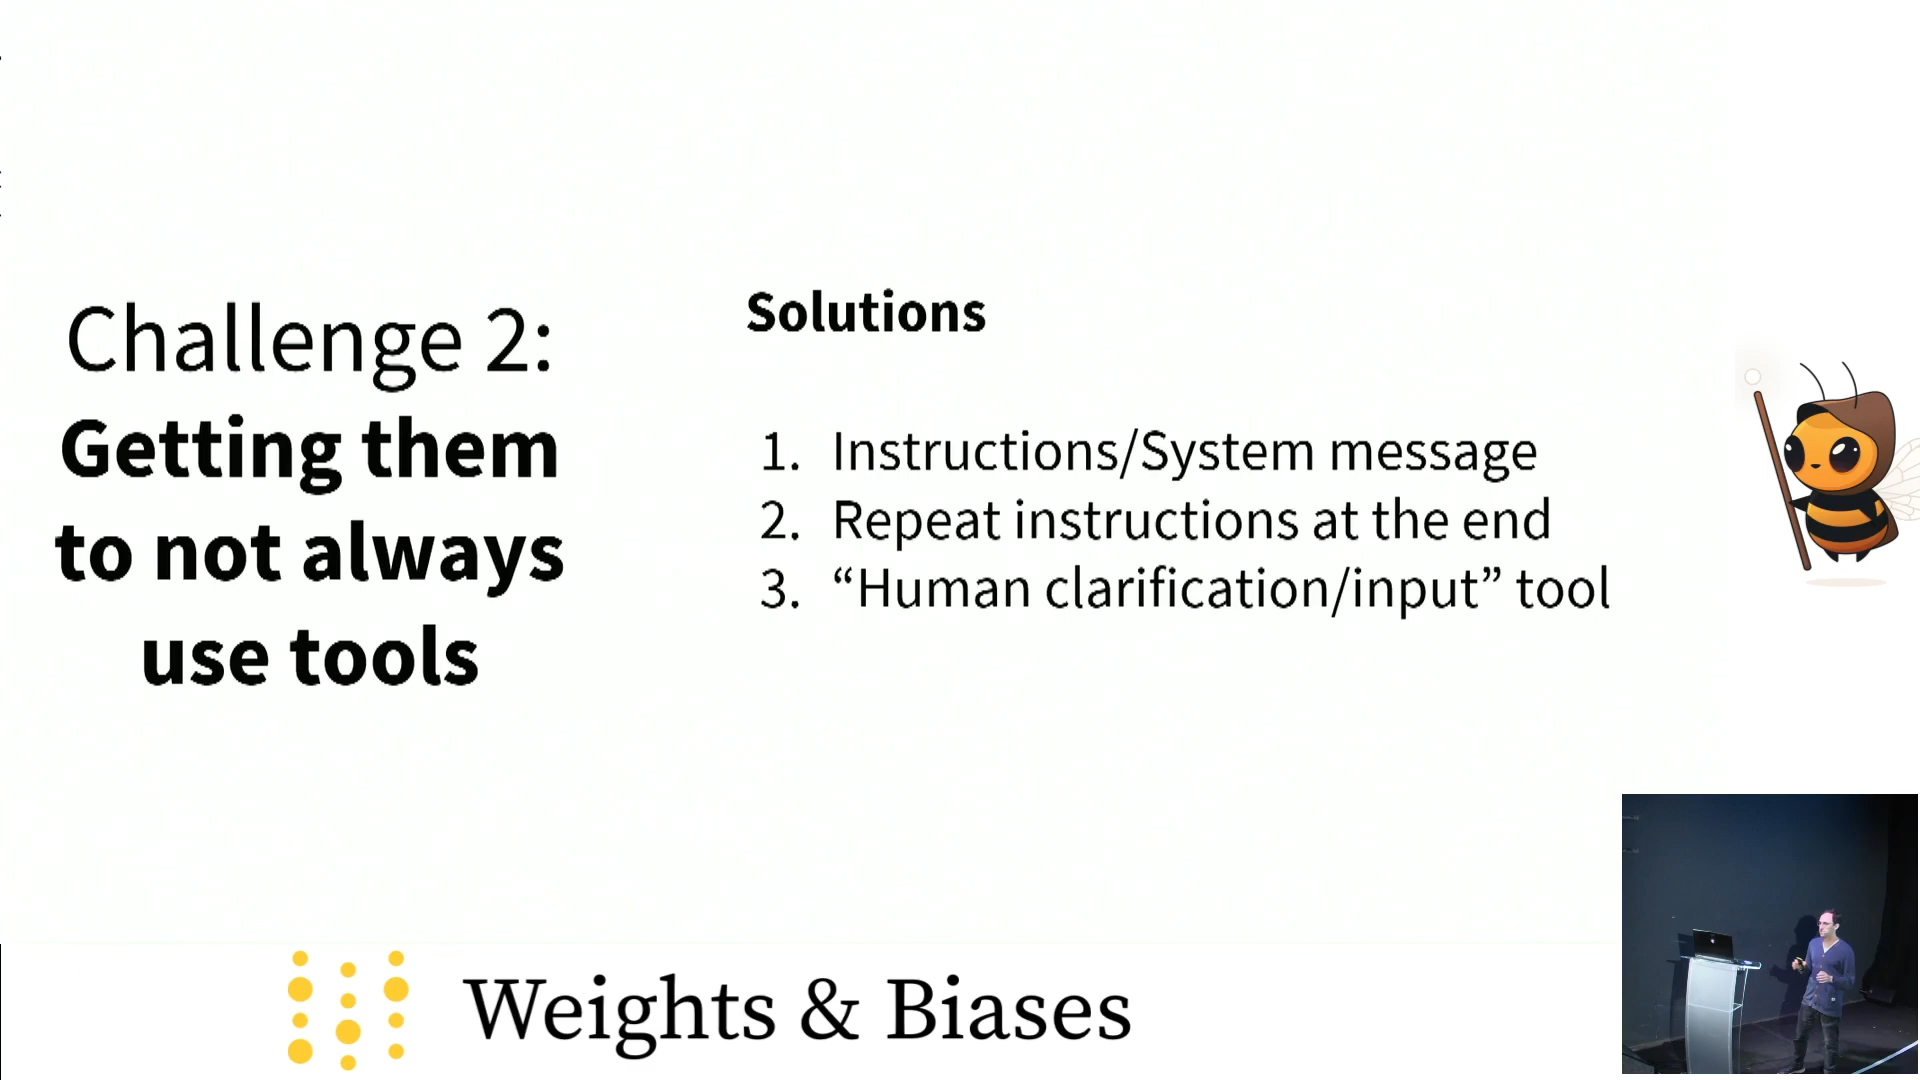 Challenge 2:
Getting them
to not always
use tools
Solutions
1. Instructions/System message
2. Repeat instructions at the end
3. “Human clarification/input” tool
Weights & Biases